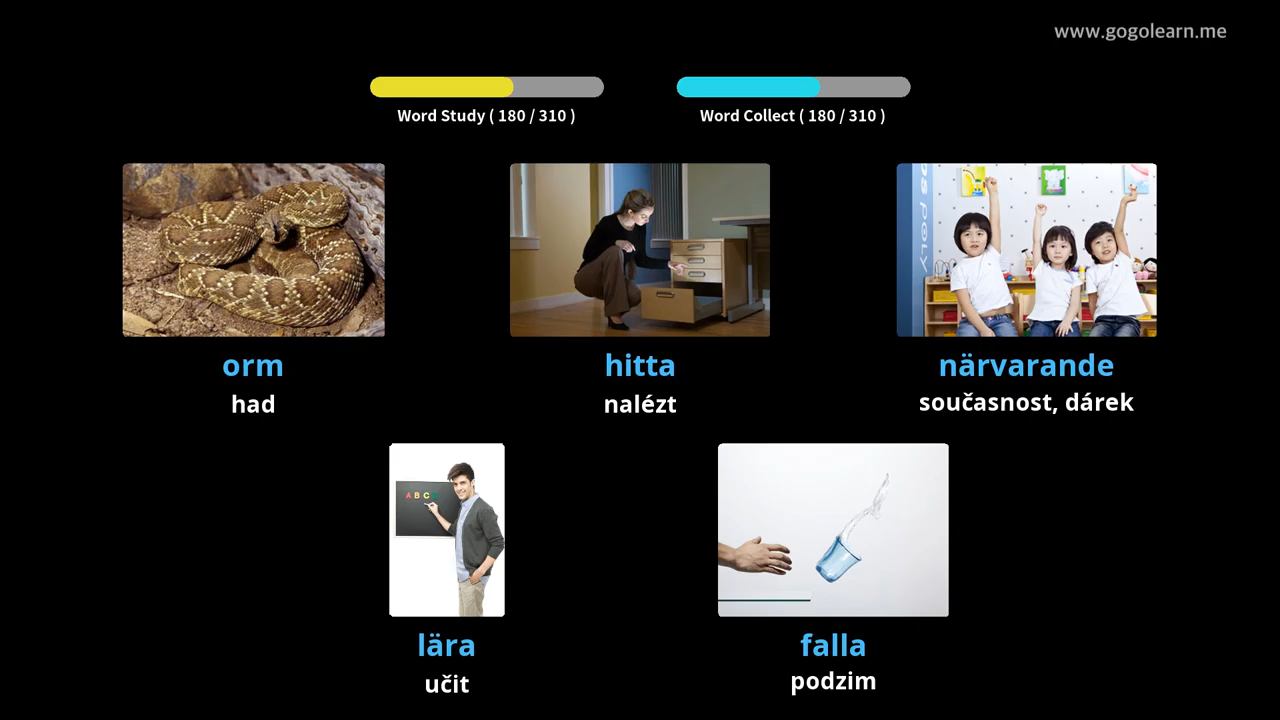 www.gogolearn.me
Word Study ( 180 / 310 )
Word Collect ( 180 / 310 )
orm
had
hitta
nalézt
närvarande
současnost, dárek
A B C
lära
učit
falla
podzim